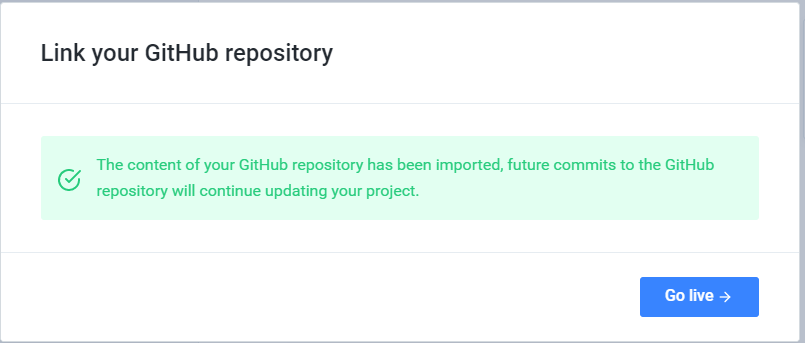 Link your GitHub repository
The content of your GitHub repository has been imported, future commits to the GitHub
repository will continue updating your project.
Go live →